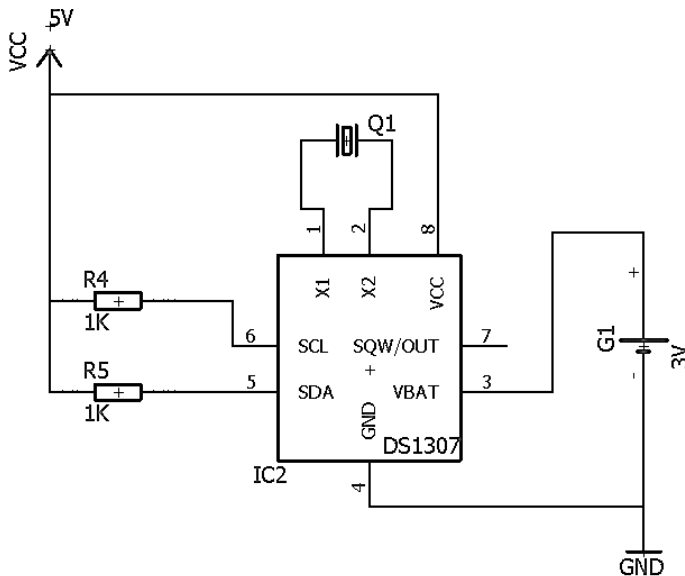 5V
VCC
Q1
1
2
8
X1
X2
VCC
R4
1K
6
SCL
SQW/OUT
7
R5
1K
5
SDA
VBAT
3
GND
DS1307
IC2
4
+
G1
3V
-
GND